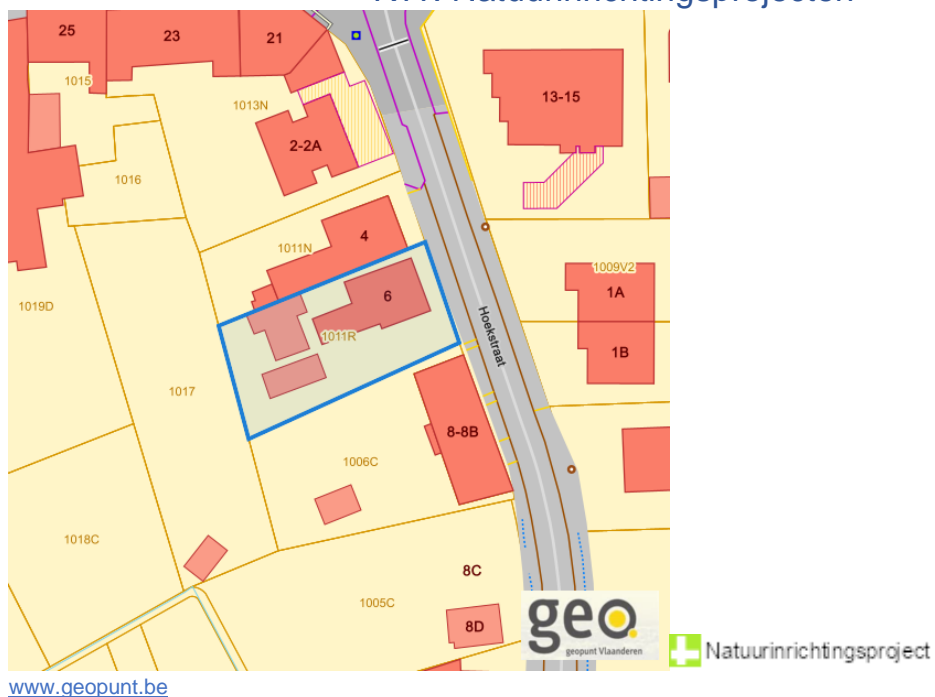 25
23
21
1015
1013N
13-15
2-2A
1016
4
1011N
1009V2
6
1A
1019D
1011R
Hoekstraat
1B
1017
8-8B
1006C
1018C
8C
1005C
8D
geo
geopunt Vlaanderen
Natuurinrichtingsproject
www.geopunt.be